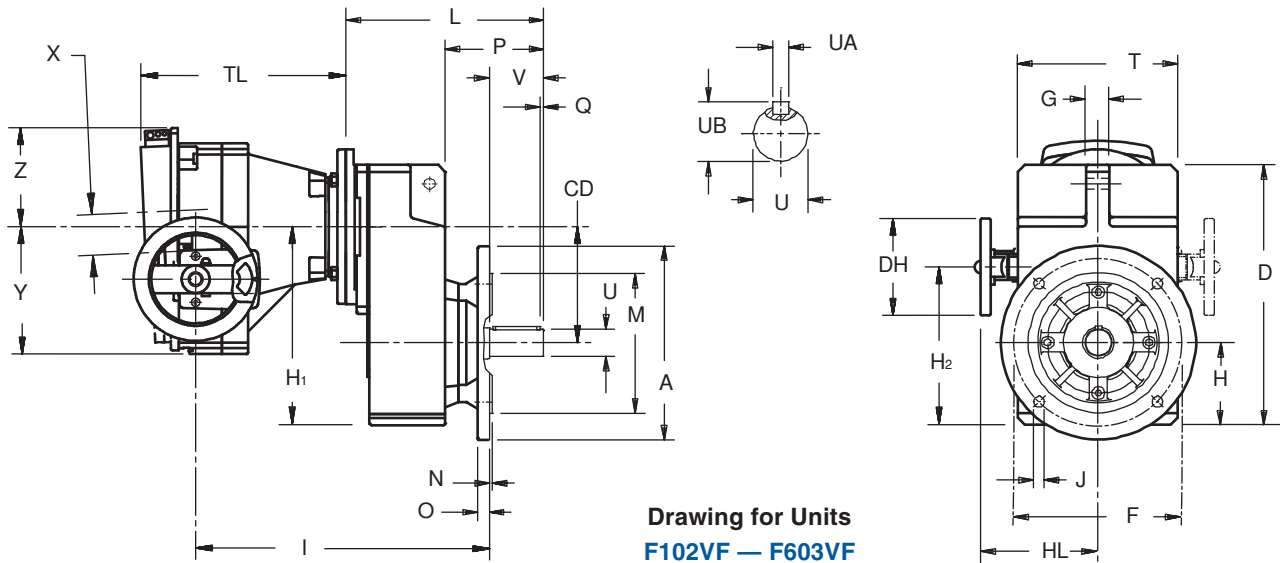 L
X
P
UA
TL
V
T
Q
G
UB
Z
CD
U
DH
D
Y
U
M
H2
H
H1
A
N
J
O
Drawing for Units
F
F102VF — F603VF
I
HL